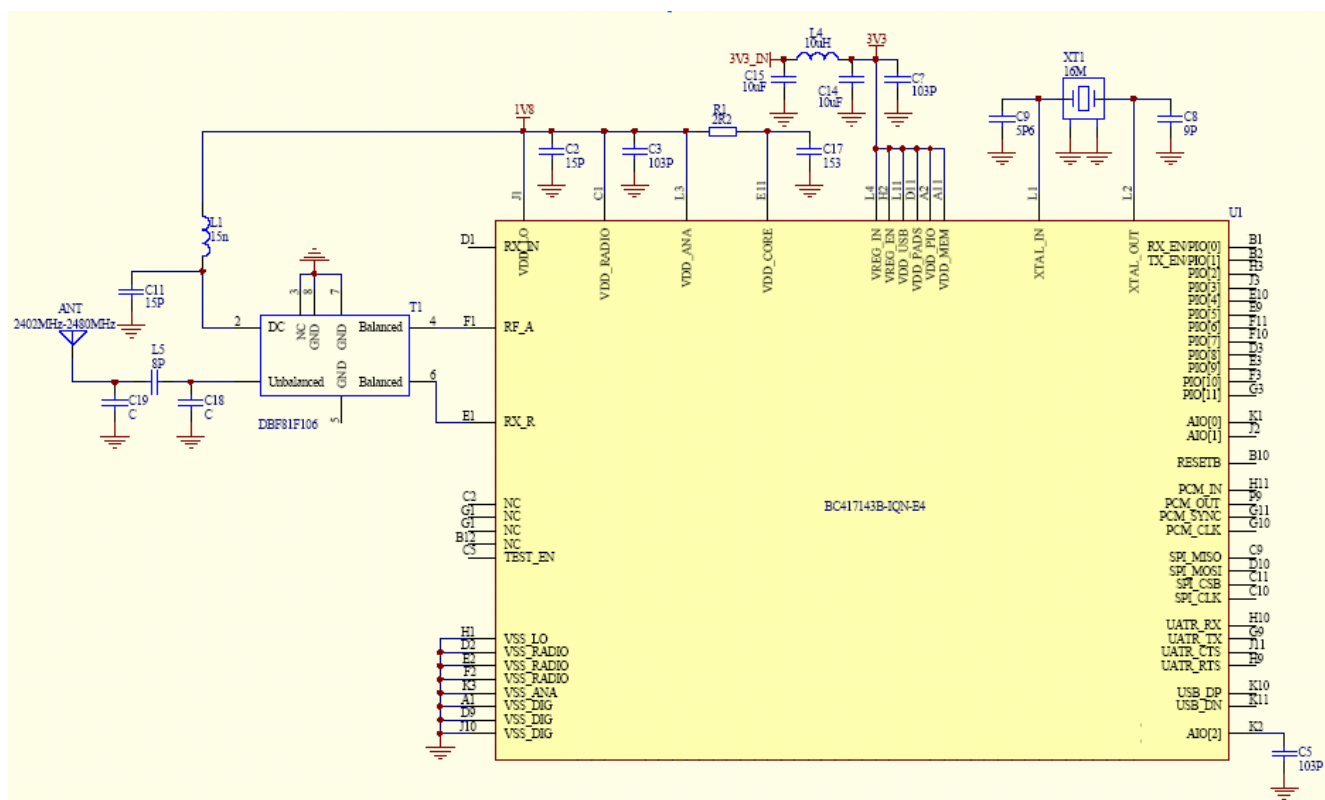 L4
10uH
3V3_IN
3V3
C15
10uF
C14
10uF
C?
103P
XT1
16M
C9
5P6
C8
9P
1V8
R1
2R2
C2
15P
C3
103P
C17
153
J1
C1
L3
E11
L4
H2
L11
D11
A2
A11
L1
L2
U1
VDD_LO
VDD_RADIO
VDD_ANA
VDD_CORE
VREG_IN
VREG_EN
VDD_USB
VDD_PADS
VDD_PIO
VDD_MEM
XTAL_IN
XTAL_OUT
L1
15n
C11
15P
ANT
2402MHz-2480MHz
L5
8P
C19
C
C18
C
T1
3
8
7
2
DC
NC
GND
GND
Balanced
4
Unbalanced
GND
Balanced
6
5
DBF81F106
D1 RX_IN
F1 RF_A
E1 RX_R
C2 NC
G1 NC
G1 NC
B12 NC
C5 TEST_EN
H1 VSS_LO
D2 VSS_RADIO
E2 VSS_RADIO
F2 VSS_RADIO
K3 VSS_ANA
A1 VSS_DIG
D9 VSS_DIG
J10 VSS_DIG
BC417143B-IQN-E4
RX_EN/PIO[0] B1
TX_EN/PIO[1] B2
PIO[2] H3
PIO[3] J3
PIO[4] E10
PIO[5] E9
PIO[6] F11
PIO[7] F10
PIO[8] D3
PIO[9] E3
PIO[10] F3
PIO[11] G3
AIO[0] K1
AIO[1] J2
RESETB B10
PCM_IN H11
PCM_OUT P9
PCM_SYNC G11
PCM_CLK G10
SPI_MISO C9
SPI_MOSI D10
SPI_CSB C11
SPI_CLK C10
UATR_RX H10
UATR_TX G9
UATR_CTS J11
UATR_RTS H9
USB_DP K10
USB_DN K11
AIO[2] K2
C5
103P